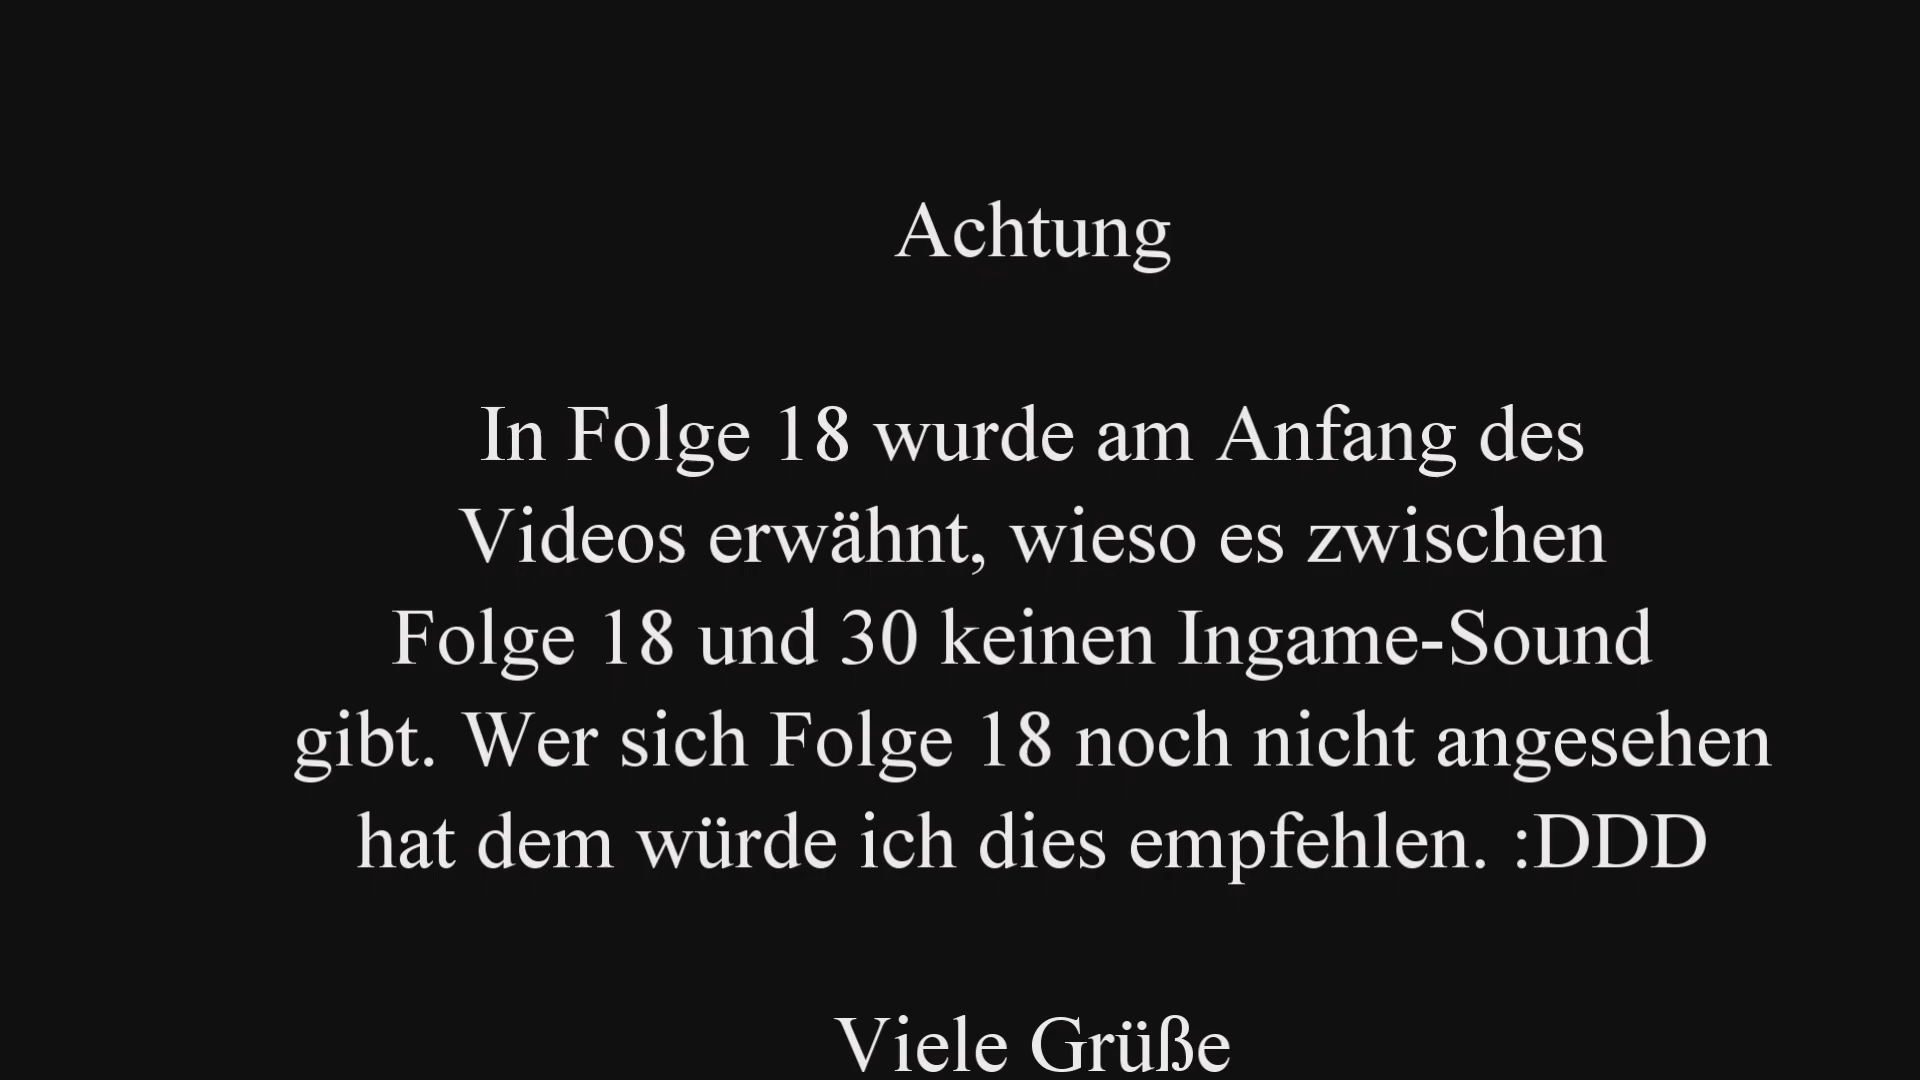 Achtung
In Folge 18 wurde am Anfang des
Videos erwähnt, wieso es zwischen
Folge 18 und 30 keinen Ingame-Sound
gibt. Wer sich Folge 18 noch nicht angesehen
hat dem würde ich dies empfehlen. :DDD
Viele Grüße